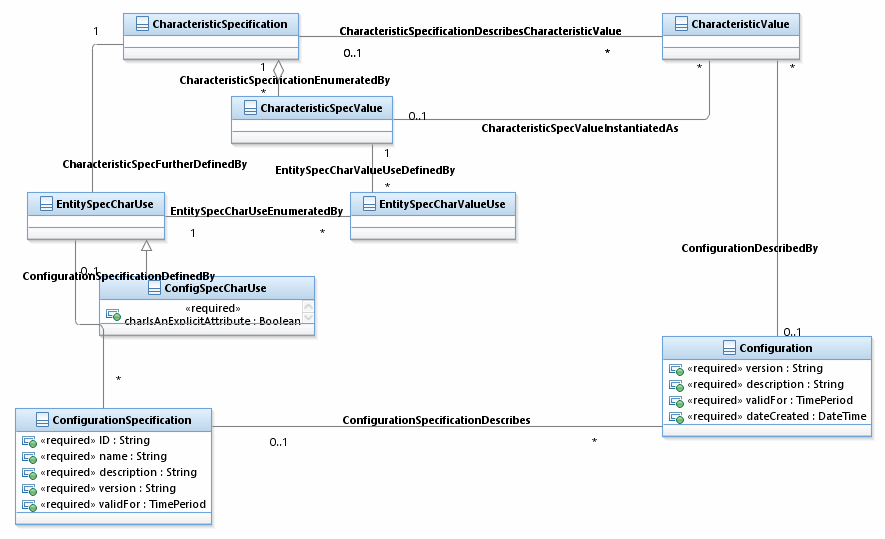 CharacteristicSpecification
CharacteristicValue
CharacteristicSpecificationDescribesCharacteristicValue
1
0..1
*
1
*
*
CharacteristicSpecificationEnumeratedBy
*
CharacteristicSpecValue
0..1
CharacteristicSpecValueInstantiatedAs
1
CharacteristicSpecFurtherDefinedBy
EntitySpecCharValueUseDefinedBy
*
EntitySpecCharUse
EntitySpecCharUseEnumeratedBy
EntitySpecCharValueUse
1
*
ConfigurationDescribedBy
0..1
ConfigurationSpecificationDefinedBy
ConfigSpecCharUse
«required»
charIsAnExplicitAttribute : Boolean
0..1
Configuration
«required» version : String
«required» description : String
«required» validFor : TimePeriod
«required» dateCreated : DateTime
*
ConfigurationSpecification
ConfigurationSpecificationDescribes
0..1
*
«required» ID : String
«required» name : String
«required» description : String
«required» version : String
«required» validFor : TimePeriod